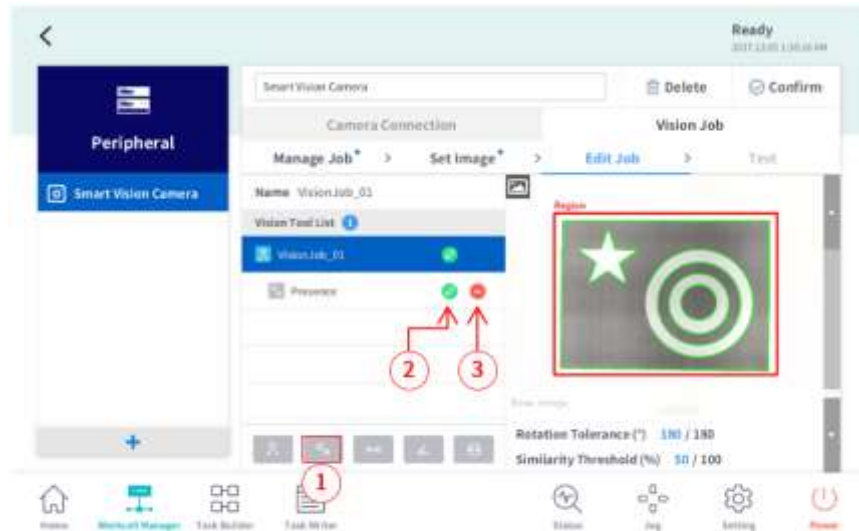 Ready
Smart Vision Camera
Delete
Confirm
Peripheral
Camera Connection
Vision Job
Manage Job* > Set Image* > Edit Job > Test
Smart Vision Camera
Name VisionJob_01
Region
Vision Tool List
VisionJob_01
Presence
2
3
Rotation Tolerance (°) 180 / 180
Similarity Threshold (%) 50 / 100
1
Home
Workcell Manager
Task Builder
Task Writer
Status
Jog
Setting
Power